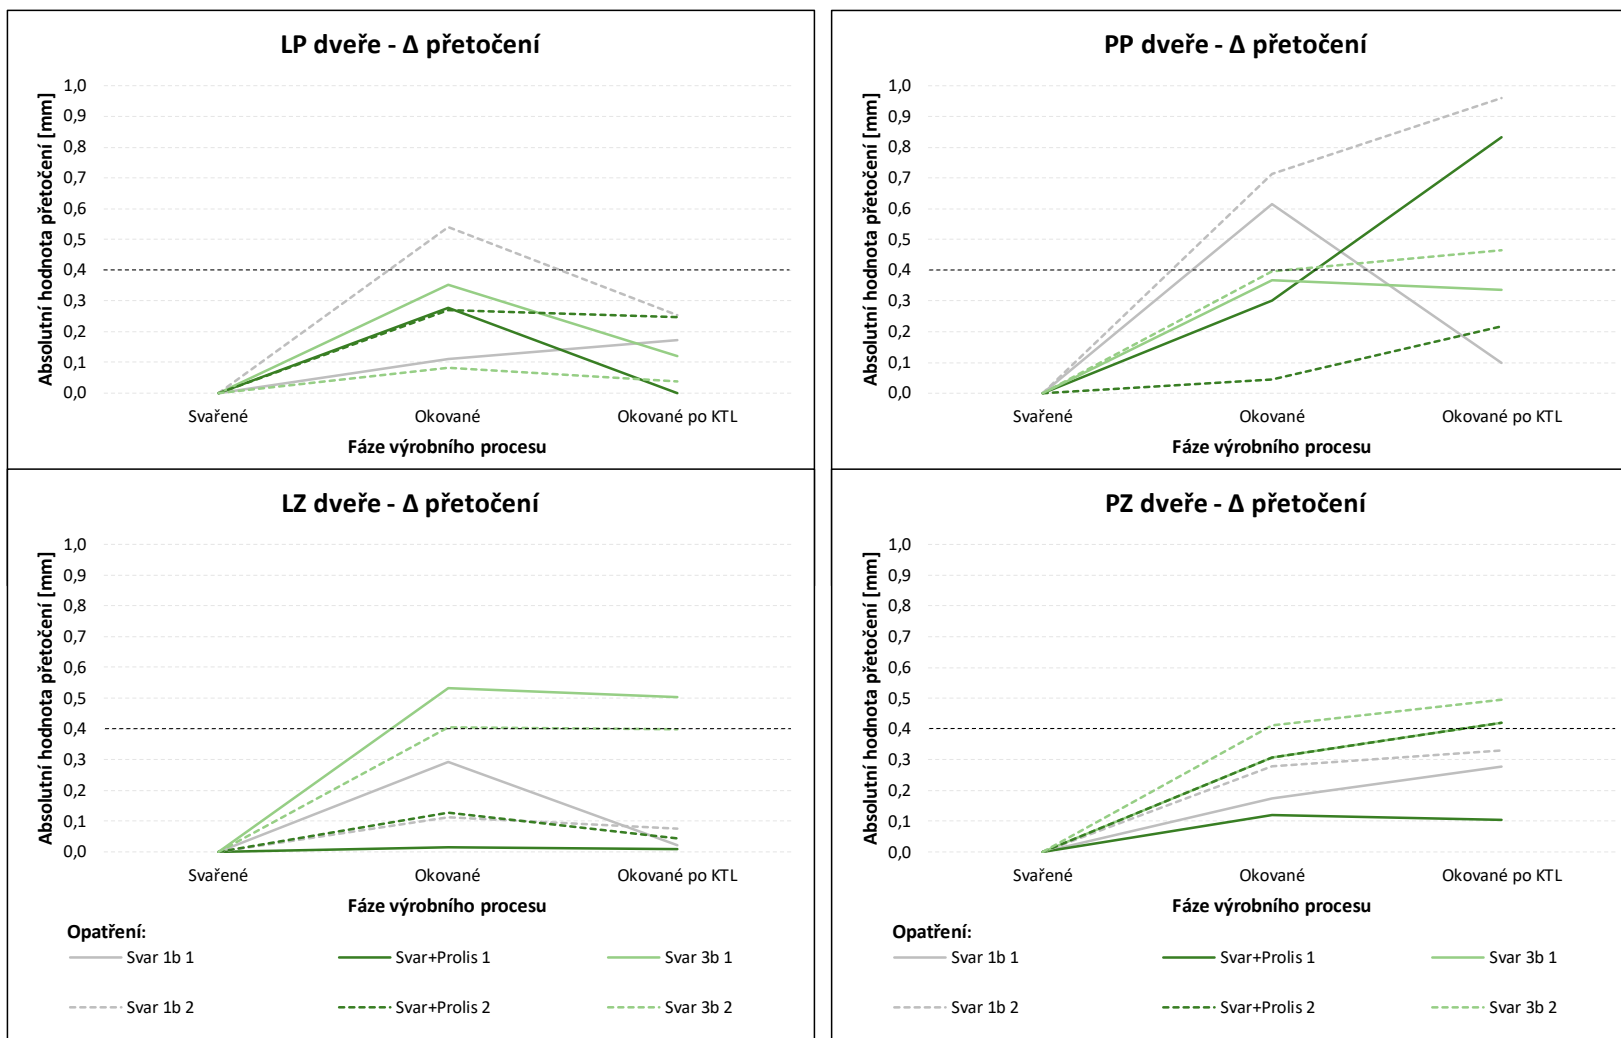 LP dveře - Δ přetočení
Absolutní hodnota přetočení [mm]
1,0
0,9
0,8
0,7
0,6
0,5
0,4
0,3
0,2
0,1
0,0
Svařené
Okované
Okované po KTL
Fáze výrobního procesu
PP dveře - Δ přetočení
Absolutní hodnota přetočení [mm]
1,0
0,9
0,8
0,7
0,6
0,5
0,4
0,3
0,2
0,1
0,0
Svařené
Okované
Okované po KTL
Fáze výrobního procesu
LZ dveře - Δ přetočení
Absolutní hodnota přetočení [mm]
1,0
0,9
0,8
0,7
0,6
0,5
0,4
0,3
0,2
0,1
0,0
Svařené
Okované
Okované po KTL
Fáze výrobního procesu
Opatření:
Svar 1b 1
Svar+Prolis 1
Svar 3b 1
Svar 1b 2
Svar+Prolis 2
Svar 3b 2
PZ dveře - Δ přetočení
Absolutní hodnota přetočení [mm]
1,0
0,9
0,8
0,7
0,6
0,5
0,4
0,3
0,2
0,1
0,0
Svařené
Okované
Okované po KTL
Fáze výrobního procesu
Opatření:
Svar 1b 1
Svar+Prolis 1
Svar 3b 1
Svar 1b 2
Svar+Prolis 2
Svar 3b 2